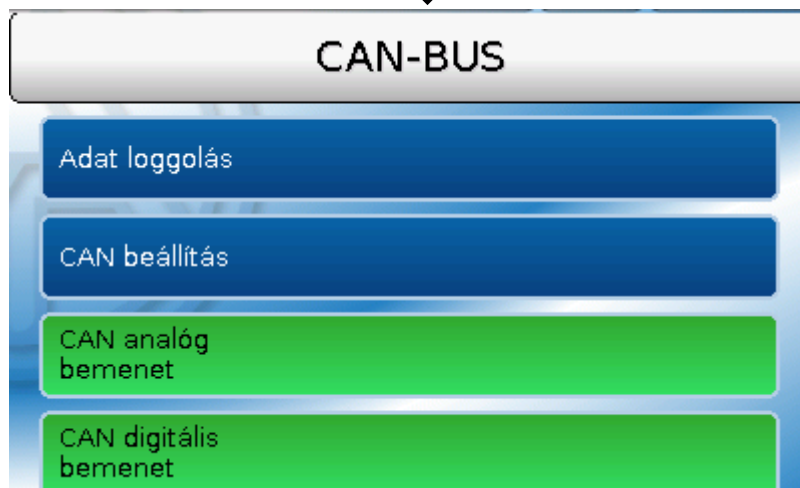 CAN-BUS
Adat loggolás
CAN beállítás
CAN analóg
bemenet
CAN digitális
bemenet